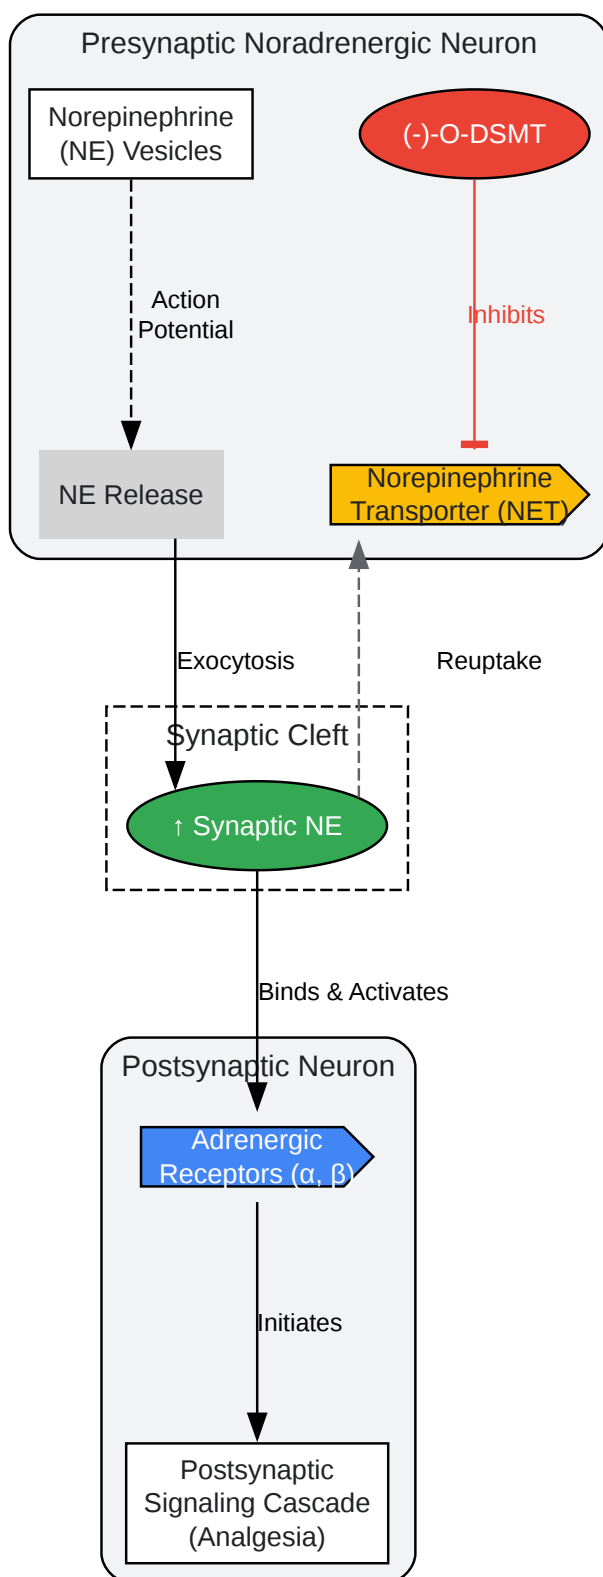 Presynaptic Noradrenergic Neuron
Norepinephrine
(NE) Vesicles
(-)-O-DSMT
Action
Potential
Inhibits
NE Release
Norepinephrine
Transporter (NET)
Exocytosis
Reuptake
Synaptic Cleft
↑ Synaptic NE
Binds & Activates
Postsynaptic Neuron
Adrenergic
Receptors (α, β)
Initiates
Postsynaptic
Signaling Cascade
(Analgesia)